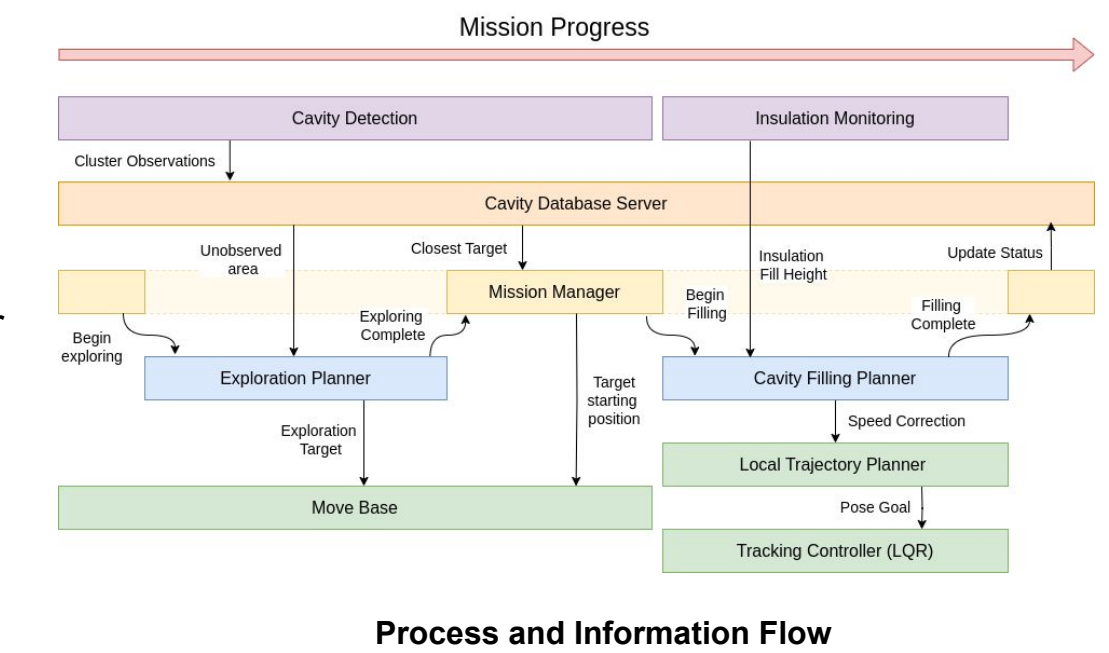 Mission Progress
Cavity Detection
Insulation Monitoring
Cluster Observations
Cavity Database Server
Unobserved
area
Closest Target
Insulation
Fill Height
Update Status
Mission Manager
Begin
exploring
Exploring
Complete
Begin
Filling
Filling
Complete
Exploration Planner
Cavity Filling Planner
Exploration
Target
Target
starting
position
Speed Correction
Local Trajectory Planner
Move Base
Pose Goal
Tracking Controller (LQR)
Process and Information Flow